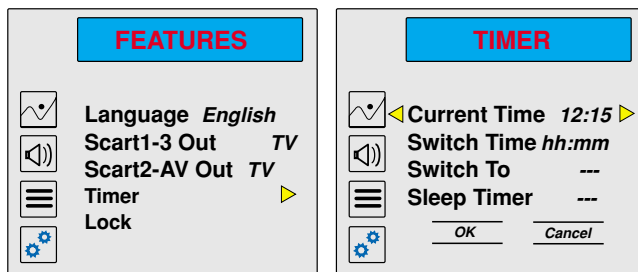 FEATURES
Language English
Scart1-3 Out TV
Scart2-AV Out TV
Timer
Lock
TIMER
Current Time 12:15
Switch Time hh:mm
Switch To ---
Sleep Timer ---
OK Cancel